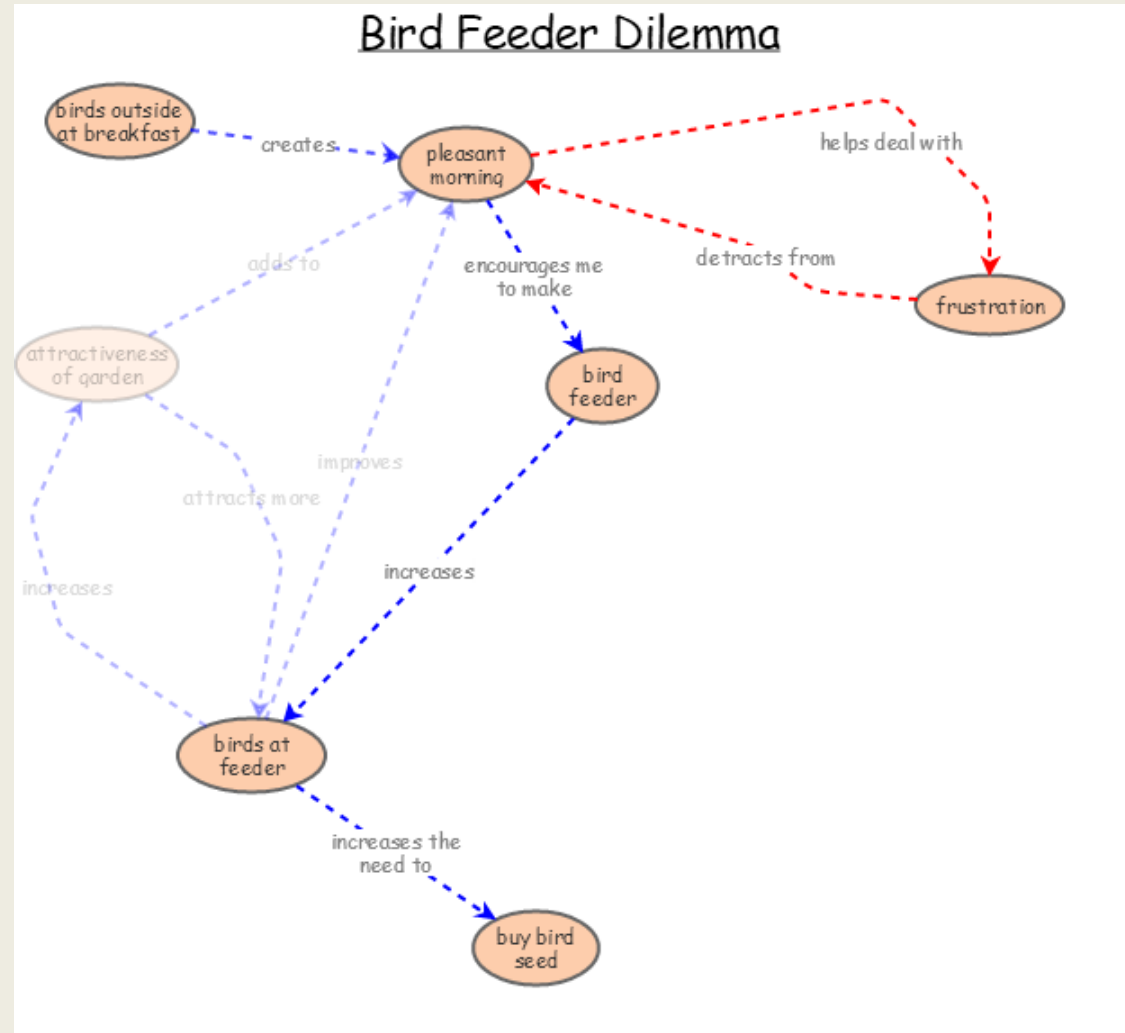 Bird Feeder Dilemma
birds outside
at breakfast
creates
pleasant
morning
helps deal with
adds to
encourages me
to make
detracts from
frustration
attractiveness
of garden
bird
feeder
improves
attracts more
increases
increases
birds at
feeder
increases the
need to
buy bird
seed